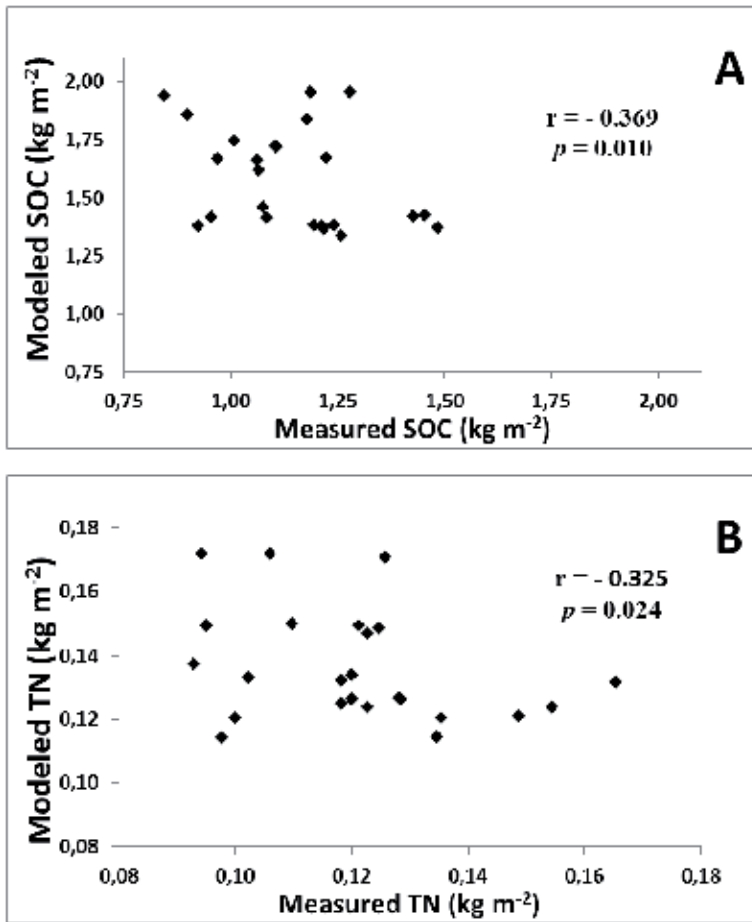 A
r = - 0.369
p = 0.010
Modeled SOC (kg m-2)
2,00
1,75
1,50
1,25
1,00
0,75
0,75 1,00 1,25 1,50 1,75 2,00
Measured SOC (kg m-2)
B
r = - 0.325
p = 0.024
Modeled TN (kg m-2)
0,18
0,16
0,14
0,12
0,10
0,08
0,08 0,10 0,12 0,14 0,16 0,18
Measured TN (kg m-2)